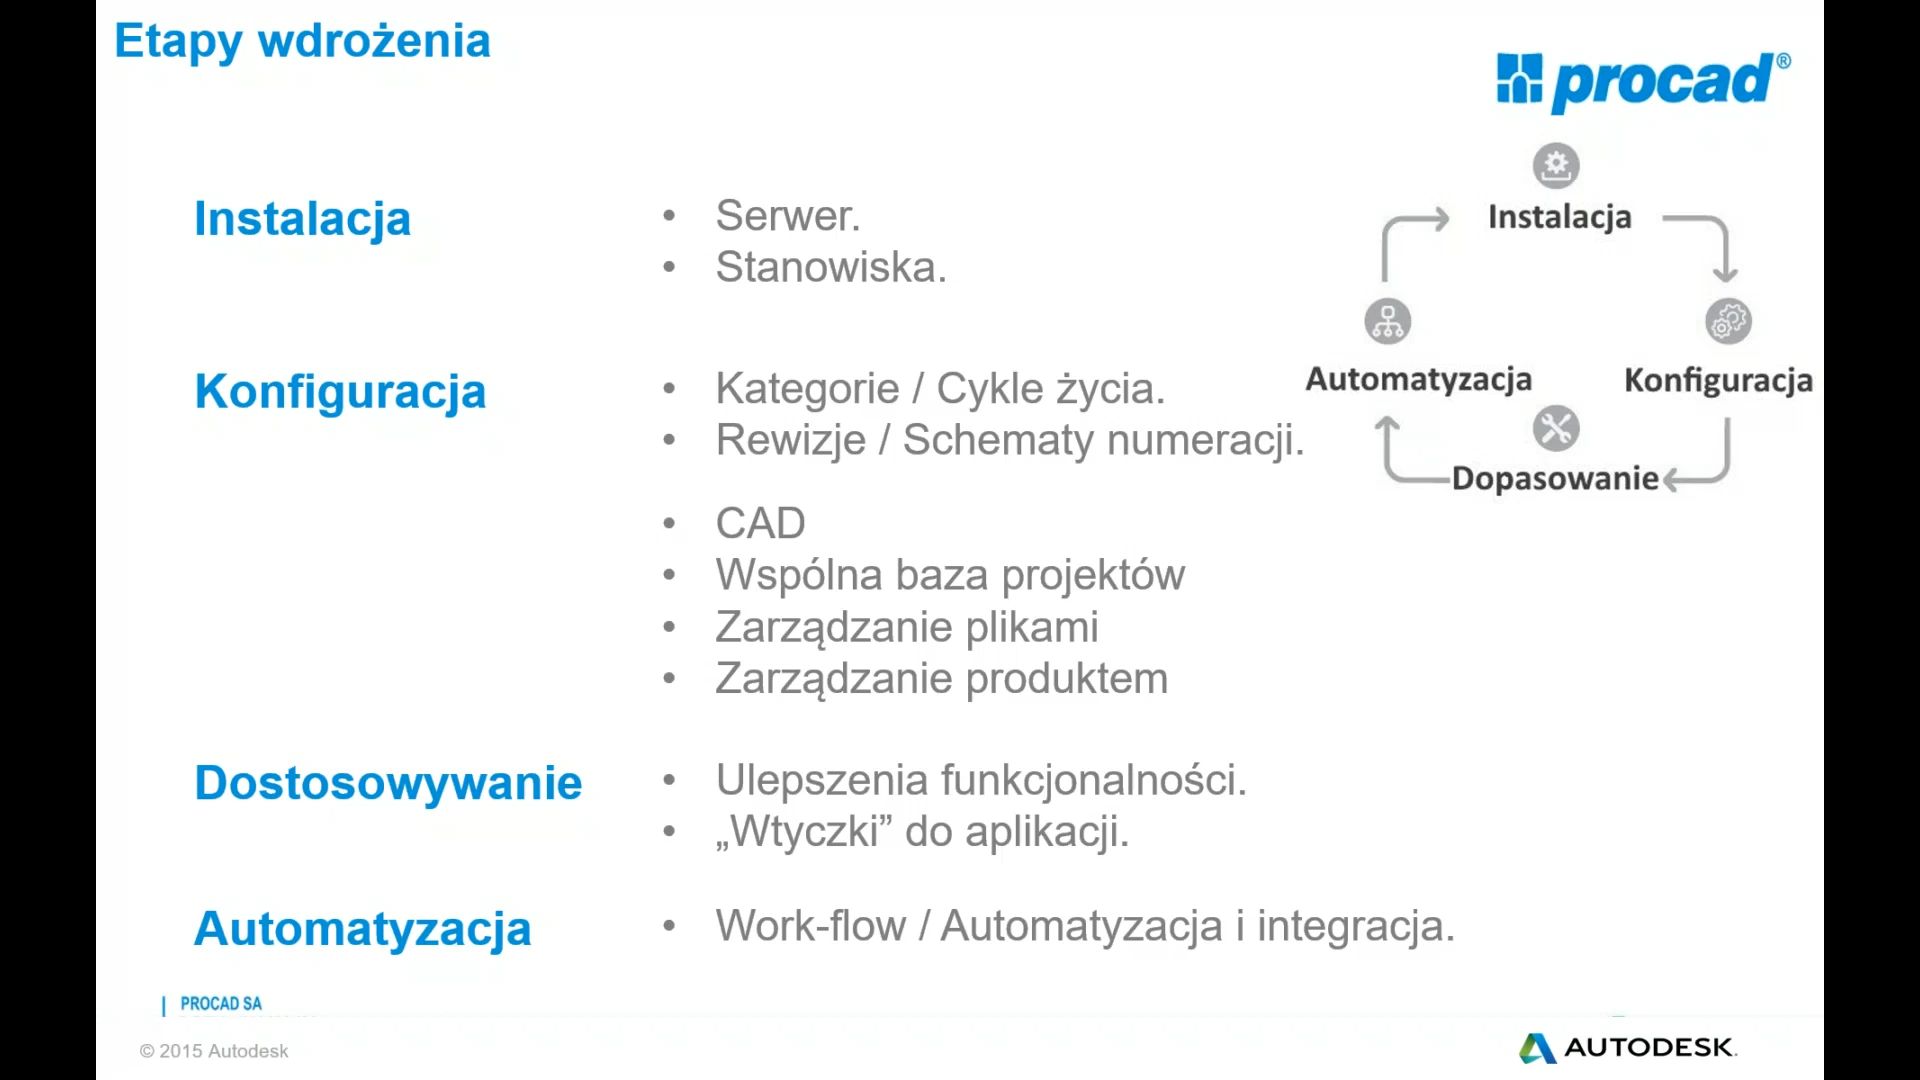 Etapy wdrożenia
procad®
Instalacja
• Serwer.
• Stanowiska.
Konfiguracja
• Kategorie / Cykle życia.
• Rewizje / Schematy numeracji.
• CAD
• Wspólna baza projektów
• Zarządzanie plikami
• Zarządzanie produktem
Dostosowywanie
• Ulepszenia funkcjonalności.
• „Wtyczki” do aplikacji.
Automatyzacja
• Work-flow / Automatyzacja i integracja.
Instalacja
Automatyzacja
Konfiguracja
Dopasowanie
PROCAD SA
© 2015 Autodesk
AUTODESK.